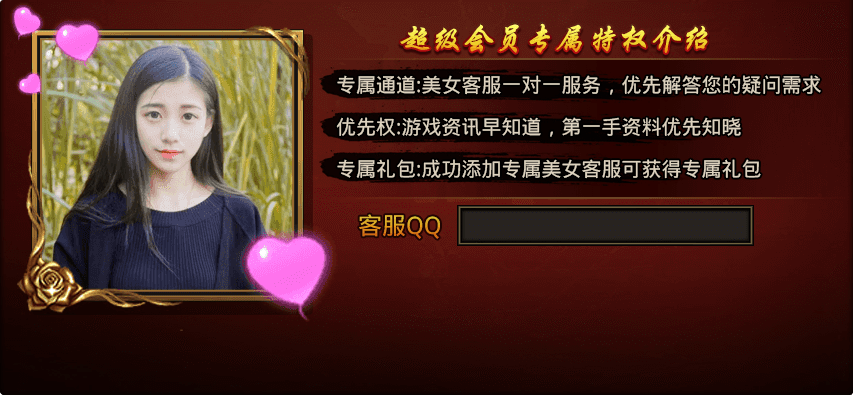 超级会员专属特权介绍
专属通道:美女客服一对一服务，优先解答您的疑问需求
优先权:游戏资讯早知道，第一手资料优先知晓
专属礼包:成功添加专属美女客服可获得专属礼包
客服QQ